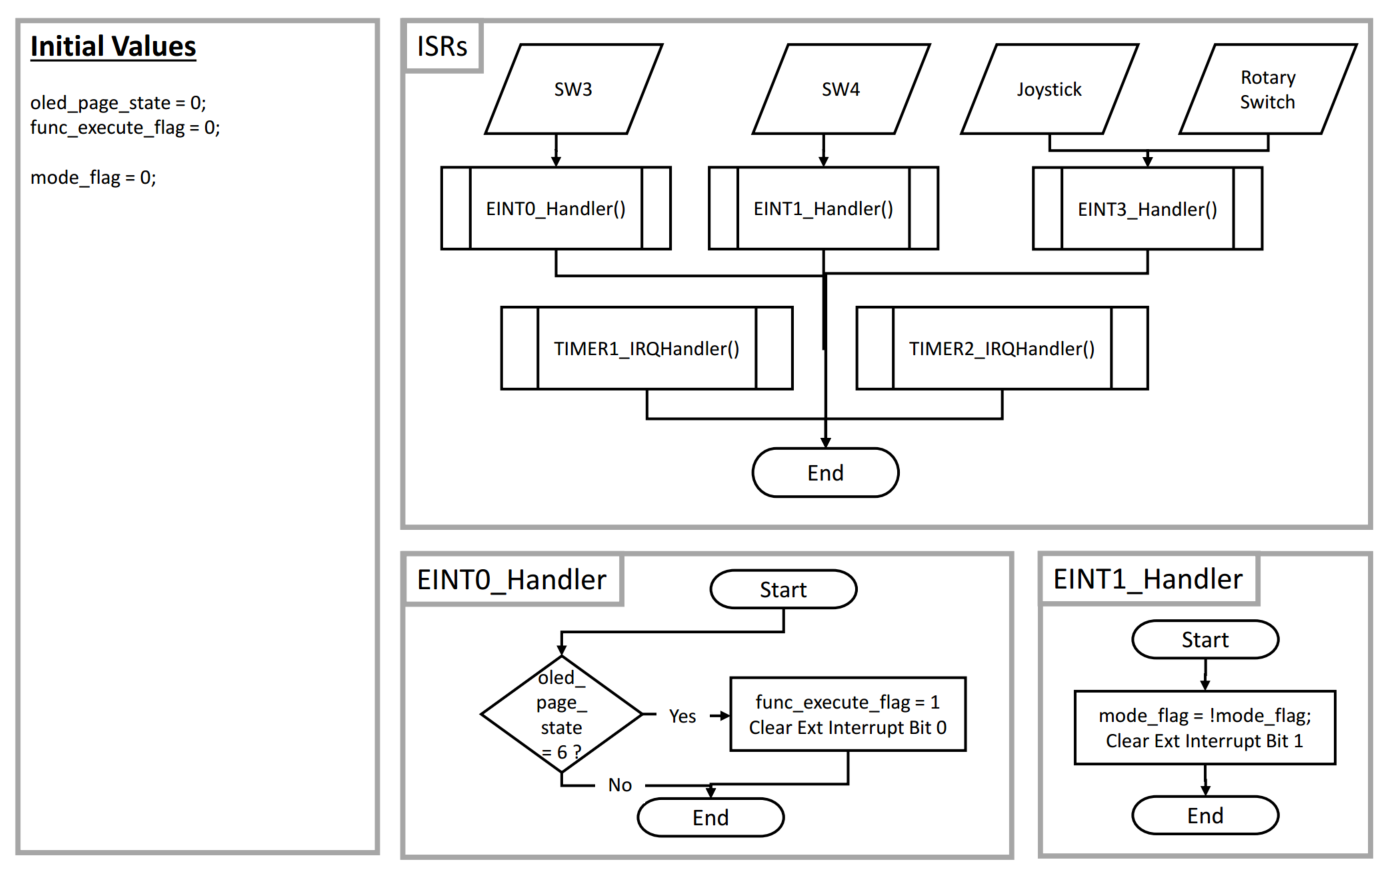 Initial Values
oled_page_state = 0;
func_execute_flag = 0;
mode_flag = 0;
ISRs
SW3
SW4
Joystick
Rotary
Switch
EINT0_Handler()
EINT1_Handler()
EINT3_Handler()
TIMER1_IRQHandler()
TIMER2_IRQHandler()
End
EINT0_Handler
Start
oled_
page_
state
= 6 ?
Yes
func_execute_flag = 1
Clear Ext Interrupt Bit 0
No
End
EINT1_Handler
Start
mode_flag = !mode_flag;
Clear Ext Interrupt Bit 1
End